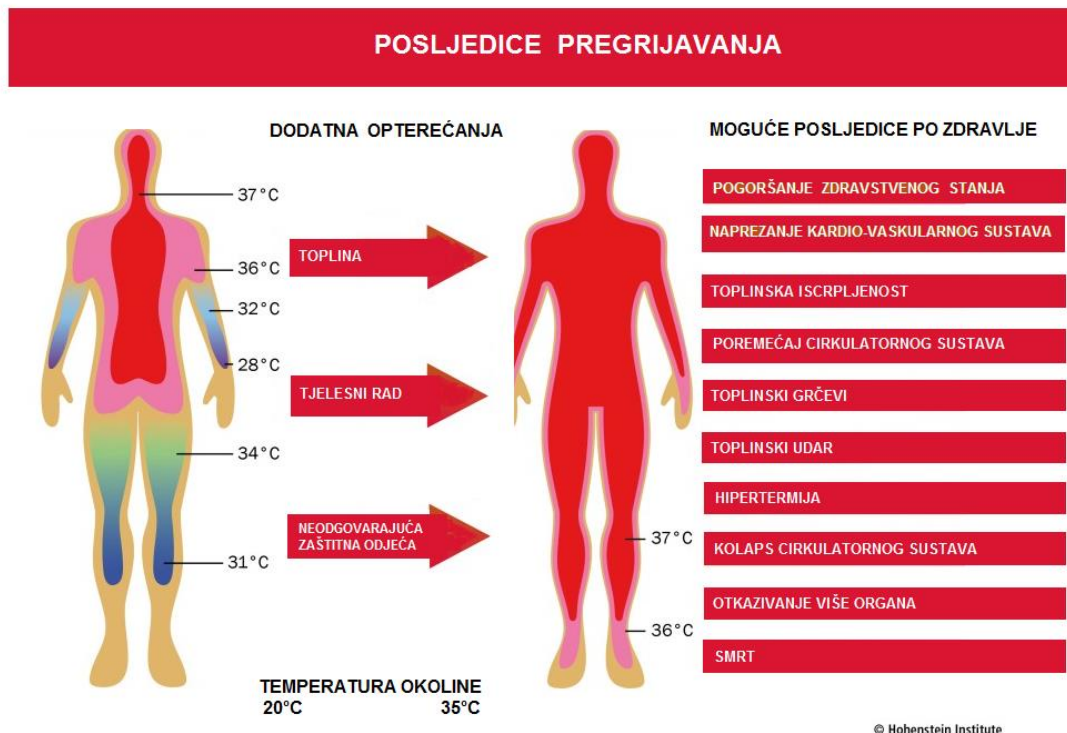 POSLJEDICE PREGRIJAVANJA
DODATNA OPTEREĆANJA
37°C
36°C
32°C
28°C
34°C
31°C
TOPLINA
TJELESNI RAD
NEODGOVARAJUĆA
ZAŠTITNA ODJEĆA
37°C
36°C
TEMPERATURA OKOLINE
20°C 35°C
MOGUĆE POSLJEDICE PO ZDRAVLJE
POGORŠANJE ZDRAVSTVENOG STANJA
NAPREZANJE KARDIO-VASKULARNOG SUSTAVA
TOPLINSKA ISCRPLJENOST
POREMEĆAJ CIRKULATORNOG SUSTAVA
TOPLINSKI GRČEVI
TOPLINSKI UDAR
HIPERTERMIJA
KOLAPS CIRKULATORNOG SUSTAVA
OTKAZIVANJE VIŠE ORGANA
SMRT
© Hohenstein Institute